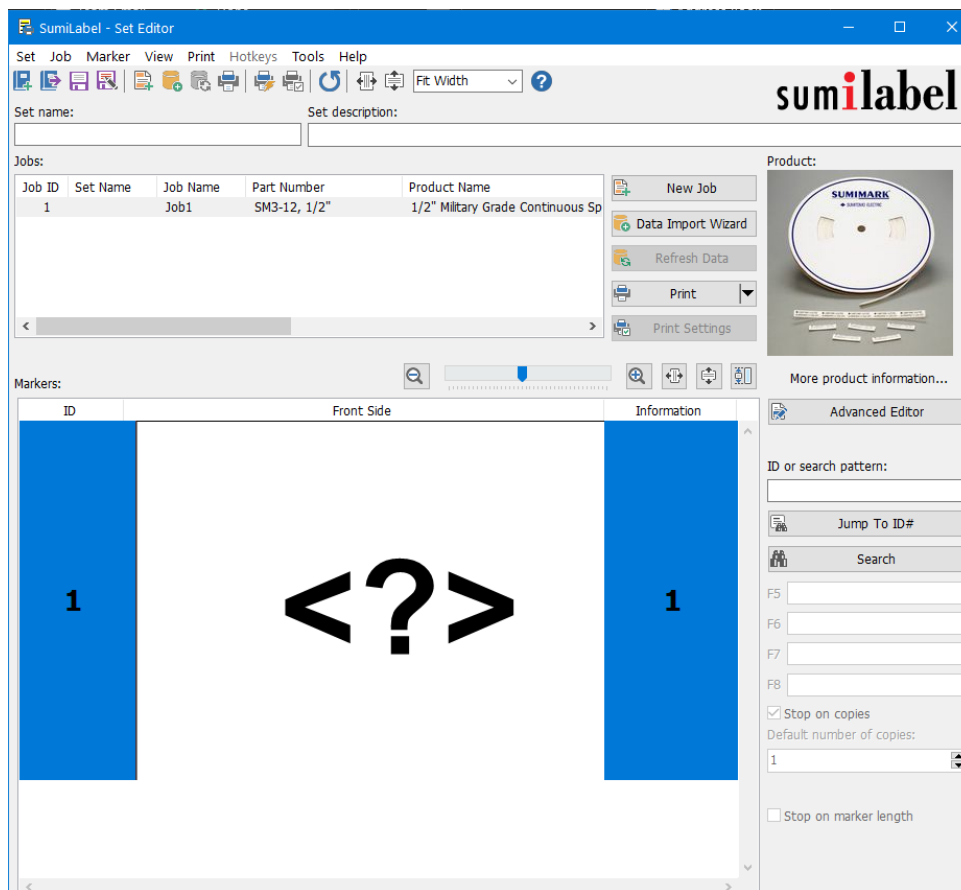 SumiLabel - Set Editor
Set Job Marker View Print Hotkeys Tools Help
Fit Width
sumilabel
Set name:
Set description:
Jobs:
Product:
Job ID Set Name Job Name Part Number Product Name
1 Job1 SM3-12, 1/2" 1/2" Military Grade Continuous Sp
New Job
Data Import Wizard
Refresh Data
Print
Print Settings
SUMIMARK
SUMITOMO ELECTRIC
More product information...
Markers:
ID Front Side Information
1 <?> 1
Advanced Editor
ID or search pattern:
Jump To ID#
Search
F5
F6
F7
F8
Stop on copies
Default number of copies:
1
Stop on marker length